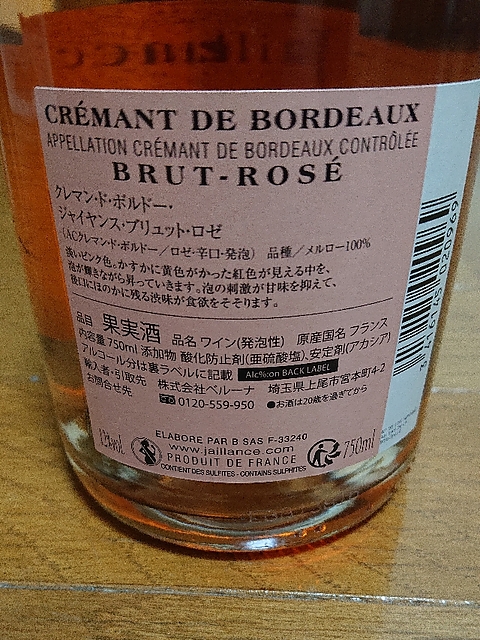 CRÉMANT DE BORDEAUX
APPELLATION CRÉMANT DE BORDEAUX CONTRÔLÉE
BRUT-ROSÉ
クレマン・ド・ボルドー・
ジャイヤンス・ブリュット・ロゼ
(ACクレマン・ド・ボルドー/ロゼ・辛口・発泡) 品種/メルロー100%
淡いピンク色。かすかに黄色がかった紅色が見える中を、
泡が輝きながら昇っていきます。泡の刺激が甘味を抑えて、
後口にほのかに残る渋味が食欲をそそります。
品目 果実酒 品名 ワイン(発泡性) 原産国名 フランス
内容量 750ml 添加物 酸化防止剤(亜硫酸塩)、安定剤(アカシア)
アルコール分は裏ラベルに記載 Alc%:on BACK LABEL
輸入者・引取先 株式会社ベルーナ 埼玉県上尾市宮本町4-2
お問合せ先 0120-559-950 ●お酒は20歳を過ぎてから
ELABORE PAR B SAS F-33240
www.jaillance.com
PRODUIT DE FRANCE
750ml
CONTIENT DES SULFITES - CONTAINS SULPHITES